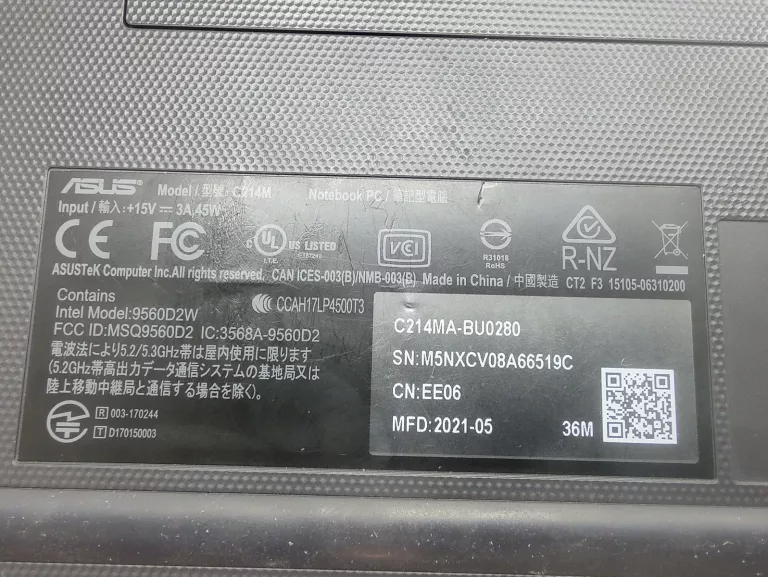 ASUS Model / 型號: C214M Notebook PC / 筆記型電腦
Input / 輸入: +15V ⎓ 3A, 45W
CE FC C UL US LISTED I.T.E. VCCI R31018 RoHS R-NZ
ASUSTeK Computer Inc.All rights reserved. CAN ICES-003(B)/NMB-003(B) Made in China / 中國製造 CT2 F3 15105-06310200
Contains
Intel Model:9560D2W
CCAH17LP4500T3
FCC ID:MSQ9560D2 IC:3568A-9560D2
電波法により5.2/5.3GHz帯は屋内使用に限ります
(5.2GHz帯高出力データ通信システムの基地局又は
陸上移動中継局と通信する場合を除く)。
R 003-170244
T D170150003
C214MA-BU0280
SN:M5NXCV08A66519C
CN:EE06
MFD:2021-05 36M